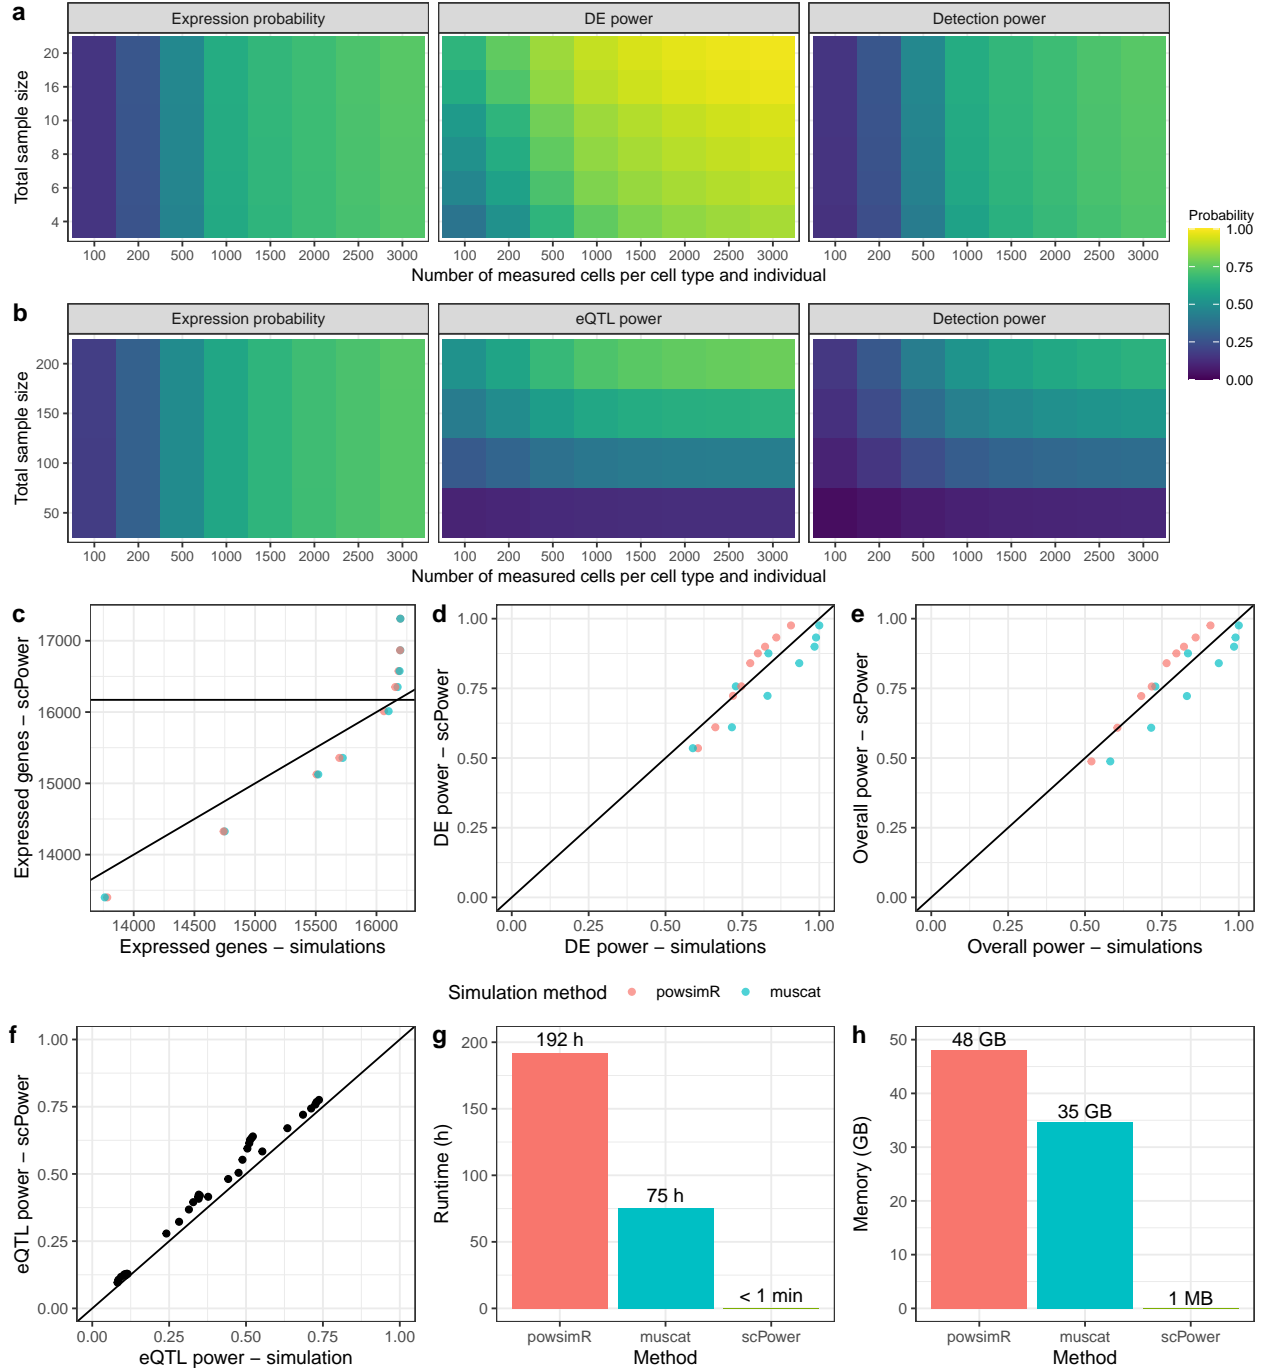 a
Expression probability
DE power
Detection power
Total sample size
20
16
10
8
6
4
100 200 500 1000 1500 2000 2500 3000
100 200 500 1000 1500 2000 2500 3000
100 200 500 1000 1500 2000 2500 3000
Number of measured cells per cell type and individual
Probability
1.00
0.75
0.50
0.25
0.00
b
Expression probability
eQTL power
Detection power
Total sample size
200
150
100
50
100 200 500 1000 1500 2000 2500 3000
100 200 500 1000 1500 2000 2500 3000
100 200 500 1000 1500 2000 2500 3000
Number of measured cells per cell type and individual
c
Expressed genes – scPower
17000
16000
15000
14000
14000 14500 15000 15500 16000
Expressed genes – simulations
d
DE power – scPower
1.00
0.75
0.50
0.25
0.00
0.00 0.25 0.50 0.75 1.00
DE power – simulations
e
Overall power – scPower
1.00
0.75
0.50
0.25
0.00
0.00 0.25 0.50 0.75 1.00
Overall power – simulations
Simulation method powsimR muscat
f
eQTL power – scPower
1.00
0.75
0.50
0.25
0.00
0.00 0.25 0.50 0.75 1.00
eQTL power – simulation
g
Runtime (h)
200
150
100
50
0
192 h
75 h
< 1 min
powsimR muscat scPower
Method
h
Memory (GB)
50
40
30
20
10
0
48 GB
35 GB
1 MB
powsimR muscat scPower
Method